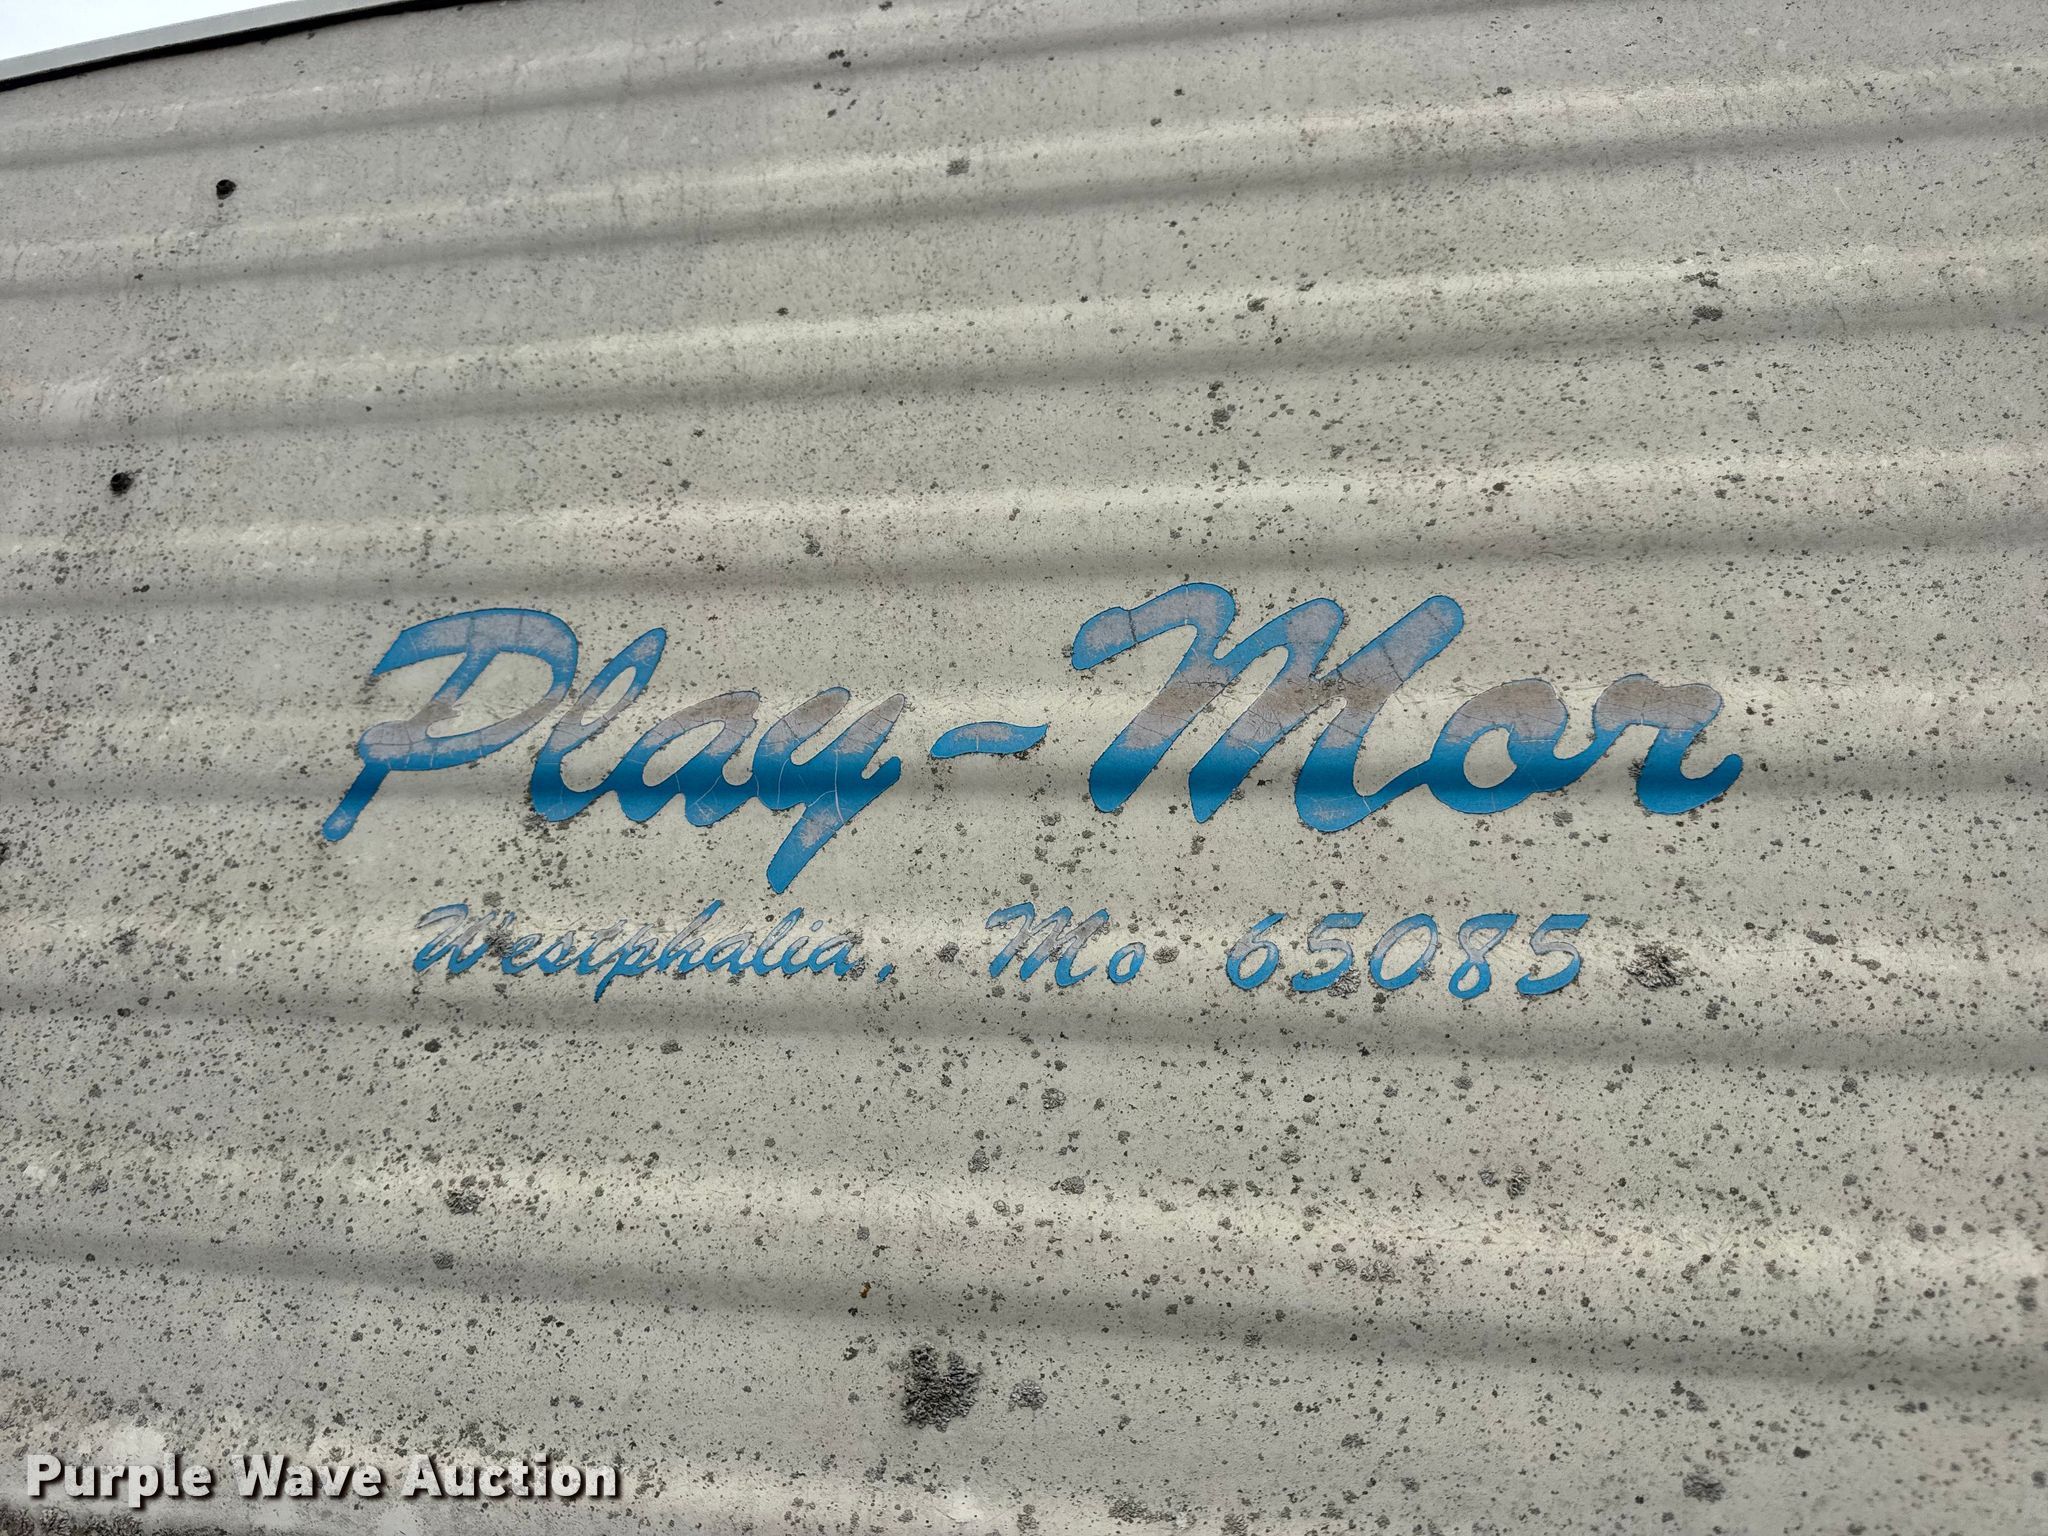 Play-Mor
Westphalia, Mo 65085
Purple Wave Auction